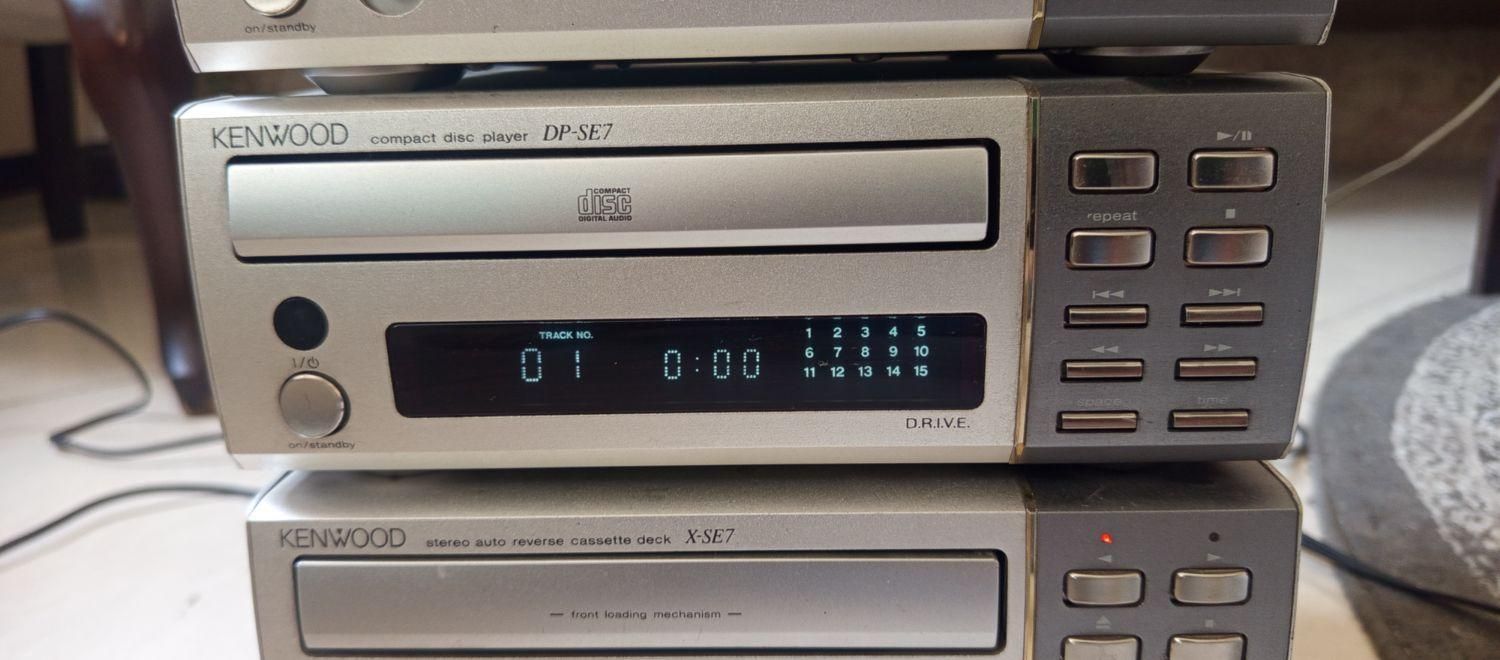 on/standby
KENWOOD compact disc player DP-SE7
COMPACT
disc
DIGITAL AUDIO
repeat
TRACK NO.
01 0:00
1 2 3 4 5
6 7 8 9 10
11 12 13 14 15
I/⏻
on/standby
D.R.I.V.E.
space
time
KENWOOD stereo auto reverse cassette deck X-SE7
— front loading mechanism —